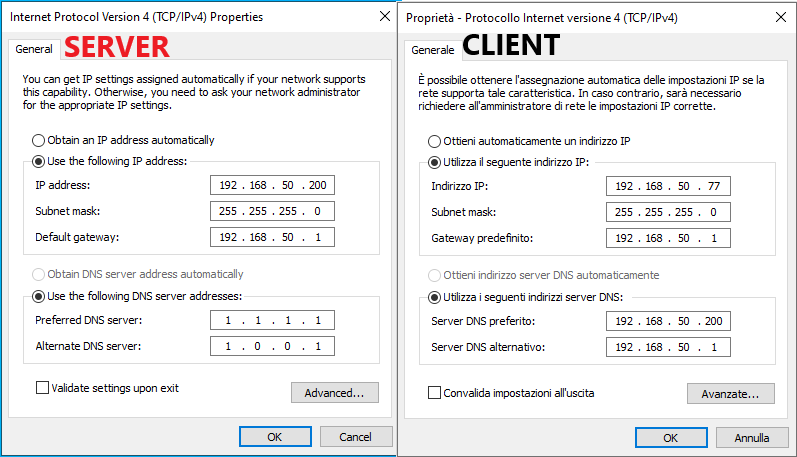 Internet Protocol Version 4 (TCP/IPv4) Properties
General
SERVER
You can get IP settings assigned automatically if your network supports
this capability. Otherwise, you need to ask your network administrator
for the appropriate IP settings.
Obtain an IP address automatically
Use the following IP address:
IP address: 192 . 168 . 50 . 200
Subnet mask: 255 . 255 . 255 . 0
Default gateway: 192 . 168 . 50 . 1
Obtain DNS server address automatically
Use the following DNS server addresses:
Preferred DNS server: 1 . 1 . 1 . 1
Alternate DNS server: 1 . 0 . 0 . 1
Validate settings upon exit
Advanced...
OK
Cancel
Proprietà - Protocollo Internet versione 4 (TCP/IPv4)
Generale
CLIENT
È possibile ottenere l'assegnazione automatica delle impostazioni IP se la
rete supporta tale caratteristica. In caso contrario, sarà necessario
richiedere all'amministratore di rete le impostazioni IP corrette.
Ottieni automaticamente un indirizzo IP
Utilizza il seguente indirizzo IP:
Indirizzo IP: 192 . 168 . 50 . 77
Subnet mask: 255 . 255 . 255 . 0
Gateway predefinito: 192 . 168 . 50 . 1
Ottieni indirizzo server DNS automaticamente
Utilizza i seguenti indirizzi server DNS:
Server DNS preferito: 192 . 168 . 50 . 200
Server DNS alternativo: 192 . 168 . 50 . 1
Convalida impostazioni all'uscita
Avanzate...
OK
Annulla